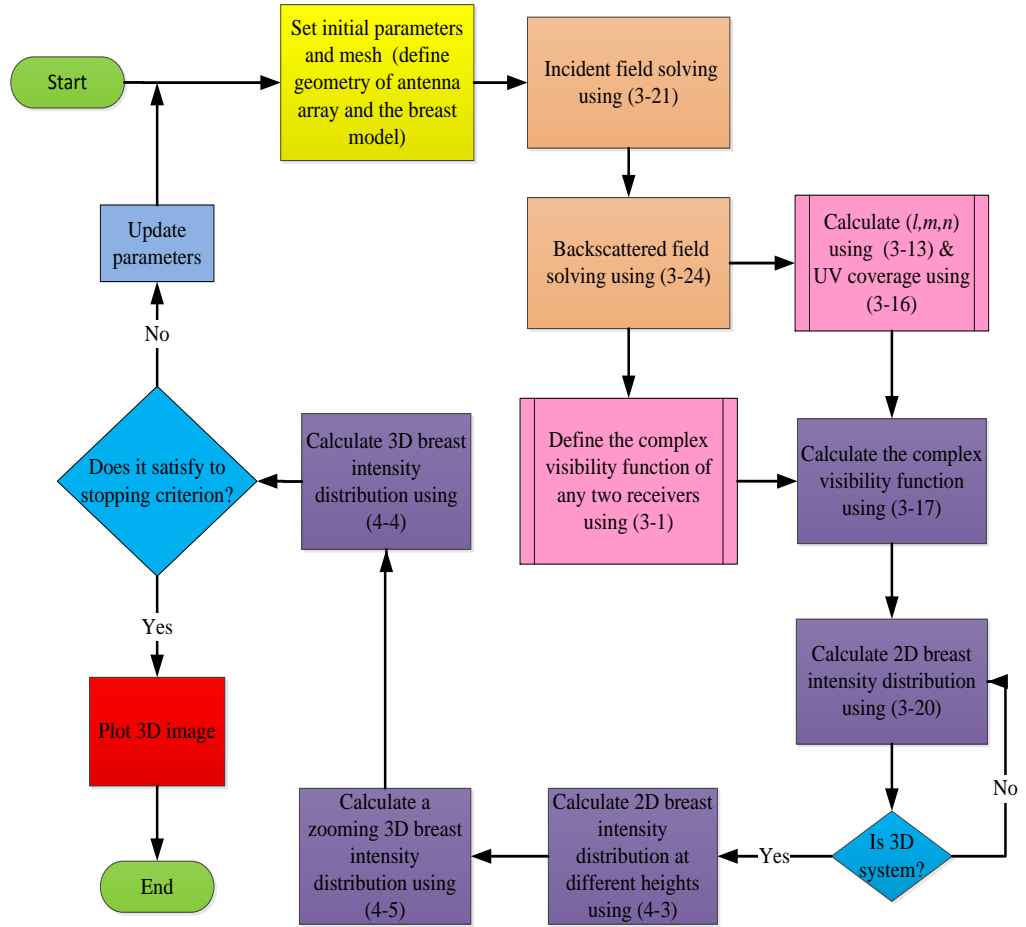 Start
Set initial parameters
and mesh (define
geometry of antenna
array and the breast
model)
Incident field solving
using (3-21)
Update
parameters
Backscattered field
solving using (3-24)
Calculate (l,m,n)
using (3-13) &
UV coverage using
(3-16)
No
Does it satisfy to
stopping criterion?
Calculate 3D breast
intensity
distribution using
(4-4)
Define the complex
visibility function of
any two receivers
using (3-1)
Calculate the complex
visibility function
using (3-17)
Yes
Calculate 2D breast
intensity distribution
using (3-20)
Plot 3D image
No
Calculate a
zooming 3D breast
intensity
distribution using
(4-5)
Calculate 2D breast
intensity
distribution at
different heights
using (4-3)
Yes
Is 3D
system?
End